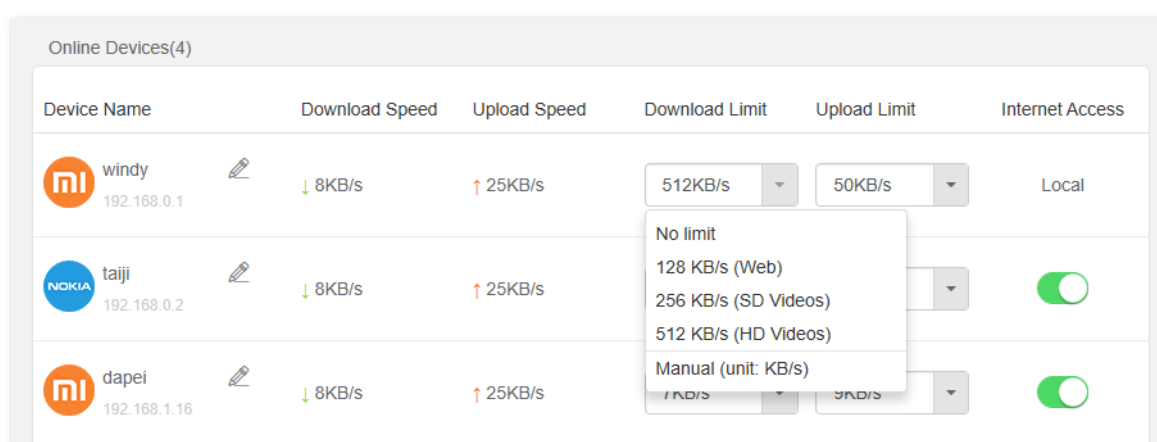 Online Devices(4)
Device Name Download Speed Upload Speed Download Limit Upload Limit Internet Access
mi windy ↓ 8KB/s ↑ 25KB/s 512KB/s 50KB/s Local
192.168.0.1
No limit
128 KB/s (Web)
NOKIA taiji ↓ 8KB/s ↑ 25KB/s
192.168.0.2
256 KB/s (SD Videos)
512 KB/s (HD Videos)
Manual (unit: KB/s)
mi dapei ↓ 8KB/s ↑ 25KB/s 7KB/s 9KB/s
192.168.1.16